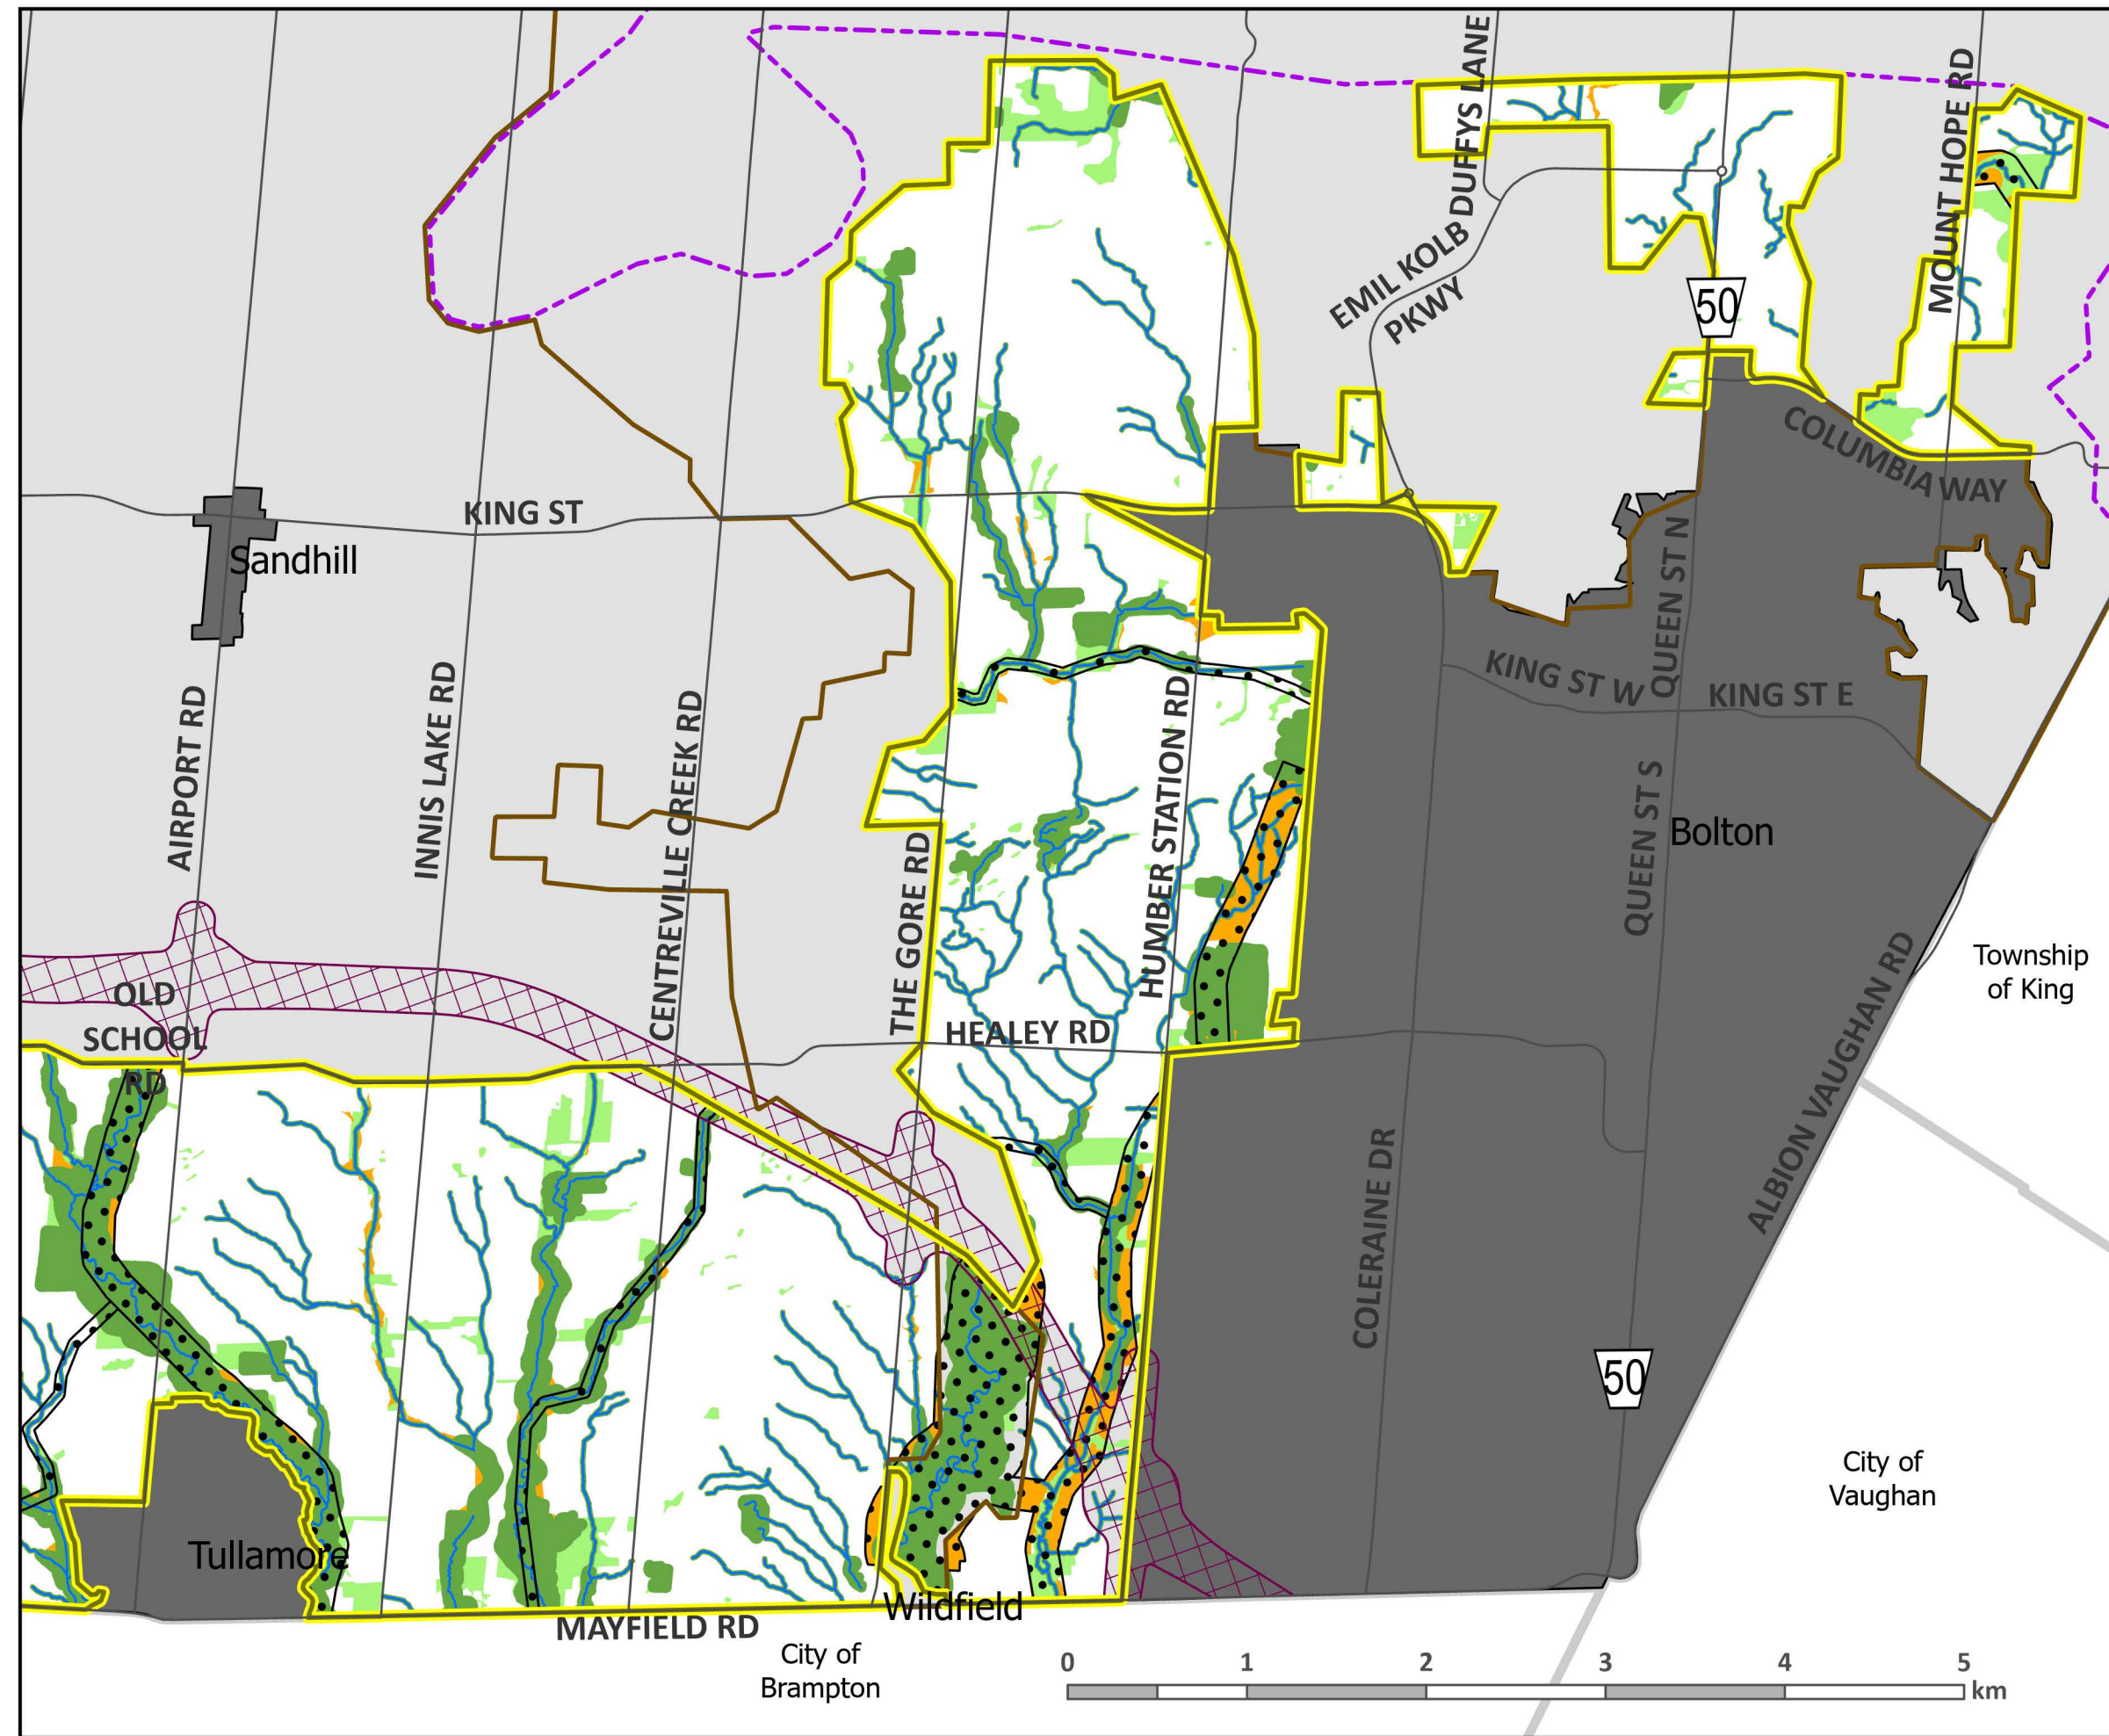 DUFFYS LANE
MOUNT HOPE RD
EMIL KOLB
PKWY
50
COLUMBIA WAY
KING ST
Sandhill
QUEEN ST N
KING ST W
KING ST E
AIRPORT RD
INNIS LAKE RD
CENTREVILLE CREEK RD
THE GORE RD
HUMBER STATION RD
QUEEN ST S
Bolton
Township
of King
OLD
SCHOOL
RD
HEALEY RD
ALBION VAUGHAN RD
COLERAINE DR
50
City of
Vaughan
Tullamore
Wildfield
MAYFIELD RD
City of
Brampton
0 1 2 3 4 5
km